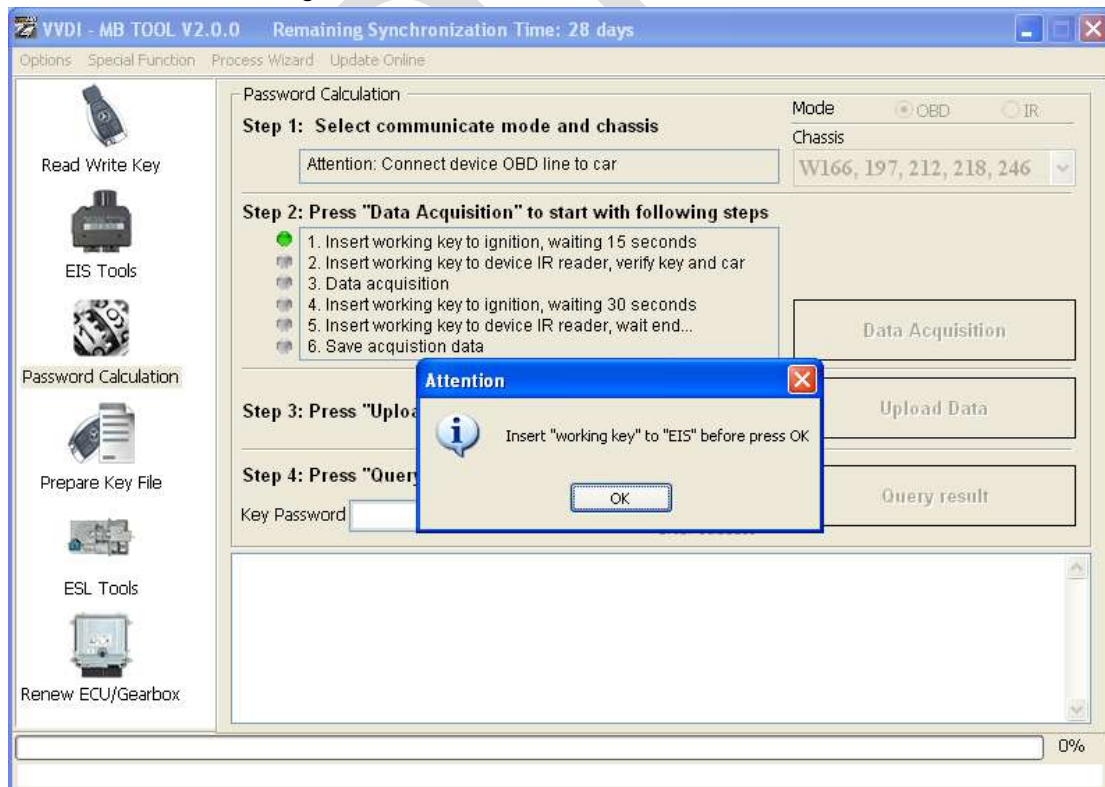 VVDI - MB TOOL V2.0.0 Remaining Synchronization Time: 28 days
Options Special Function Process Wizard Update Online
Read Write Key
EIS Tools
Password Calculation
Prepare Key File
ESL Tools
Renew ECU/Gearbox
Password Calculation
Step 1: Select communicate mode and chassis
Attention: Connect device OBD line to car
Mode OBD IR
Chassis
W166, 197, 212, 218, 246
Step 2: Press "Data Acquisition" to start with following steps
1. Insert working key to ignition, waiting 15 seconds
2. Insert working key to device IR reader, verify key and car
3. Data acquisition
4. Insert working key to ignition, waiting 30 seconds
5. Insert working key to device IR reader, wait end...
6. Save acquistion data
Data Acquisition
Step 3: Press "Uploa
Upload Data
Step 4: Press "Quer
Key Password
Query result
Attention
Insert "working key" to "EIS" before press OK
OK
0%